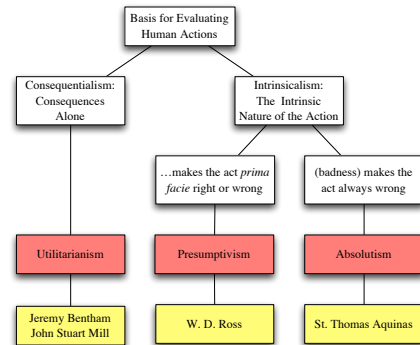 Basis for Evaluating
Human Actions
Consequentialism:
Consequences
Alone
Intrinsicalism:
The Intrinsic
Nature of the Action
…makes the act prima
facie right or wrong
(badness) makes the
act always wrong
Utilitarianism
Presumptivism
Absolutism
Jeremy Bentham
John Stuart Mill
W. D. Ross
St. Thomas Aquinas